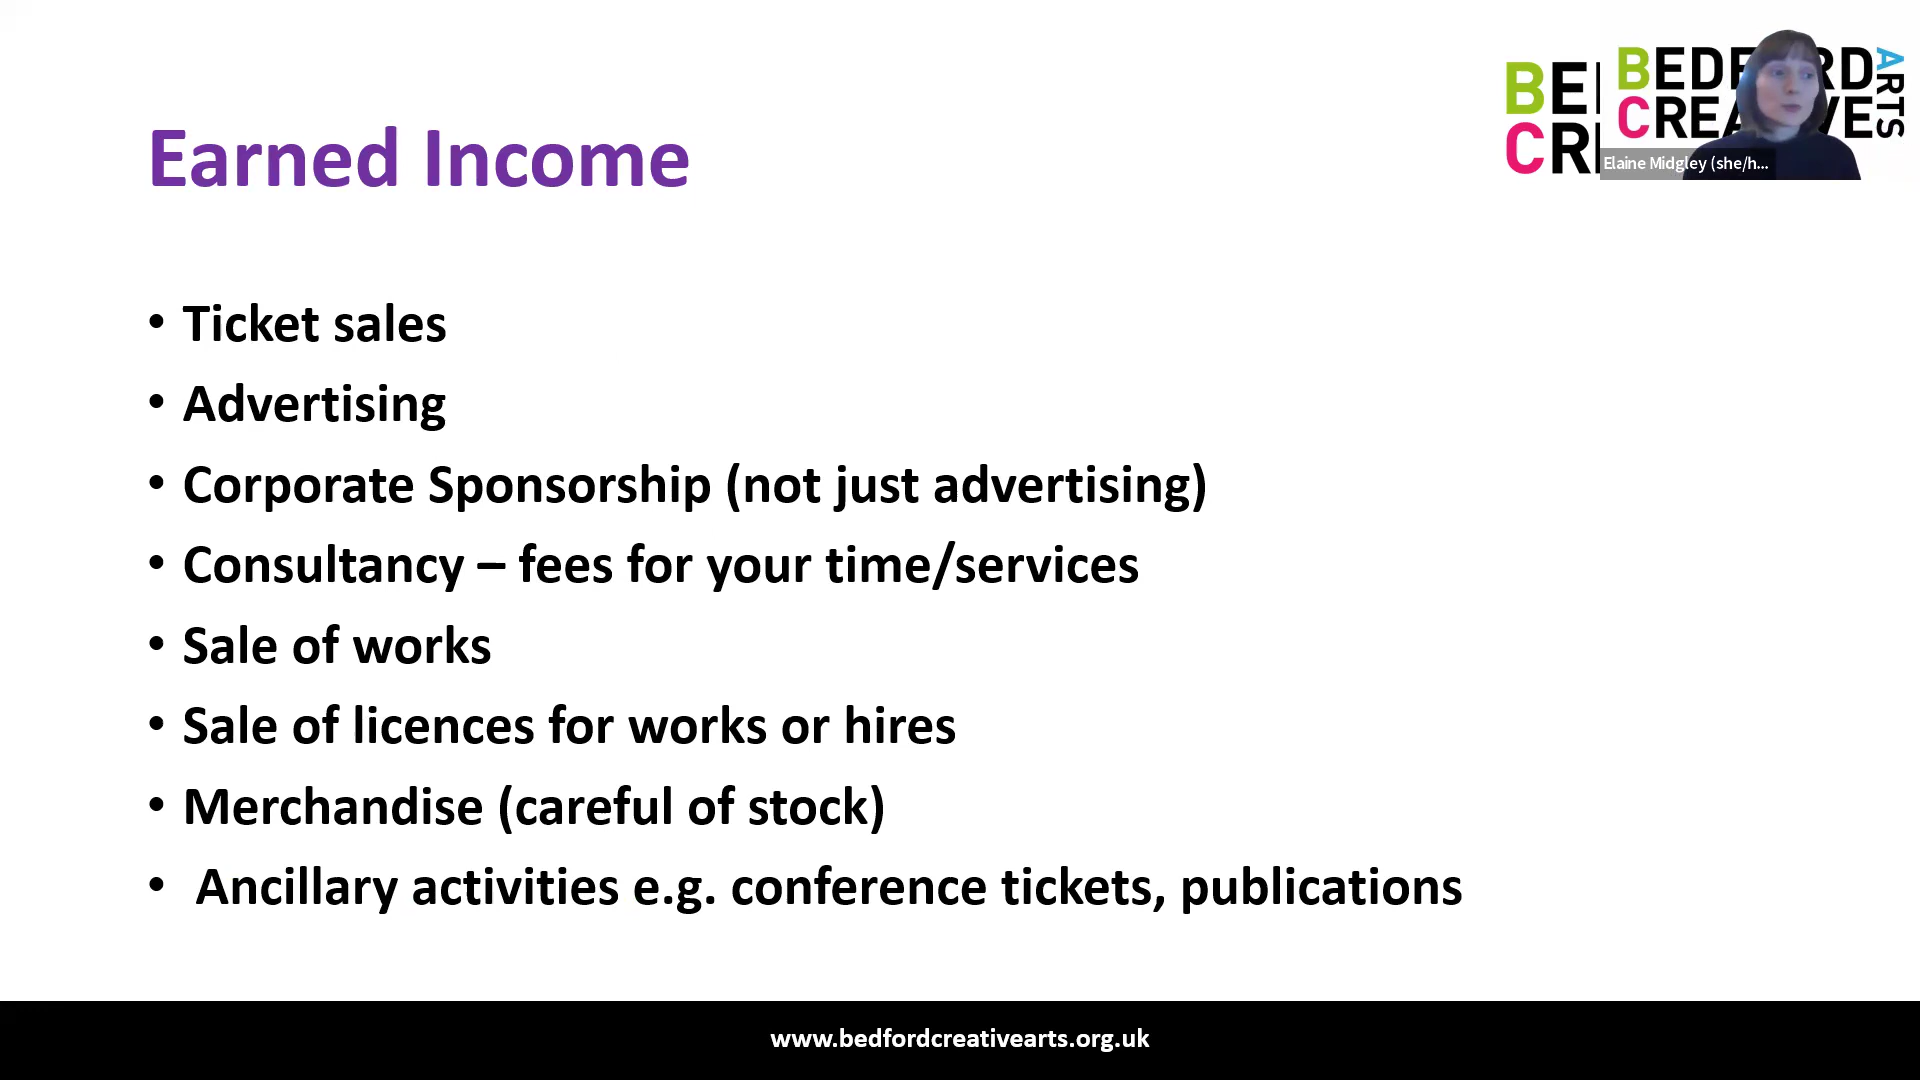 Earned Income
BE
CR
BEDFORD
CREATIVE
ARTS
Elaine Midgley (she/h...
• Ticket sales
• Advertising
• Corporate Sponsorship (not just advertising)
• Consultancy – fees for your time/services
• Sale of works
• Sale of licences for works or hires
• Merchandise (careful of stock)
• Ancillary activities e.g. conference tickets, publications
www.bedfordcreativearts.org.uk